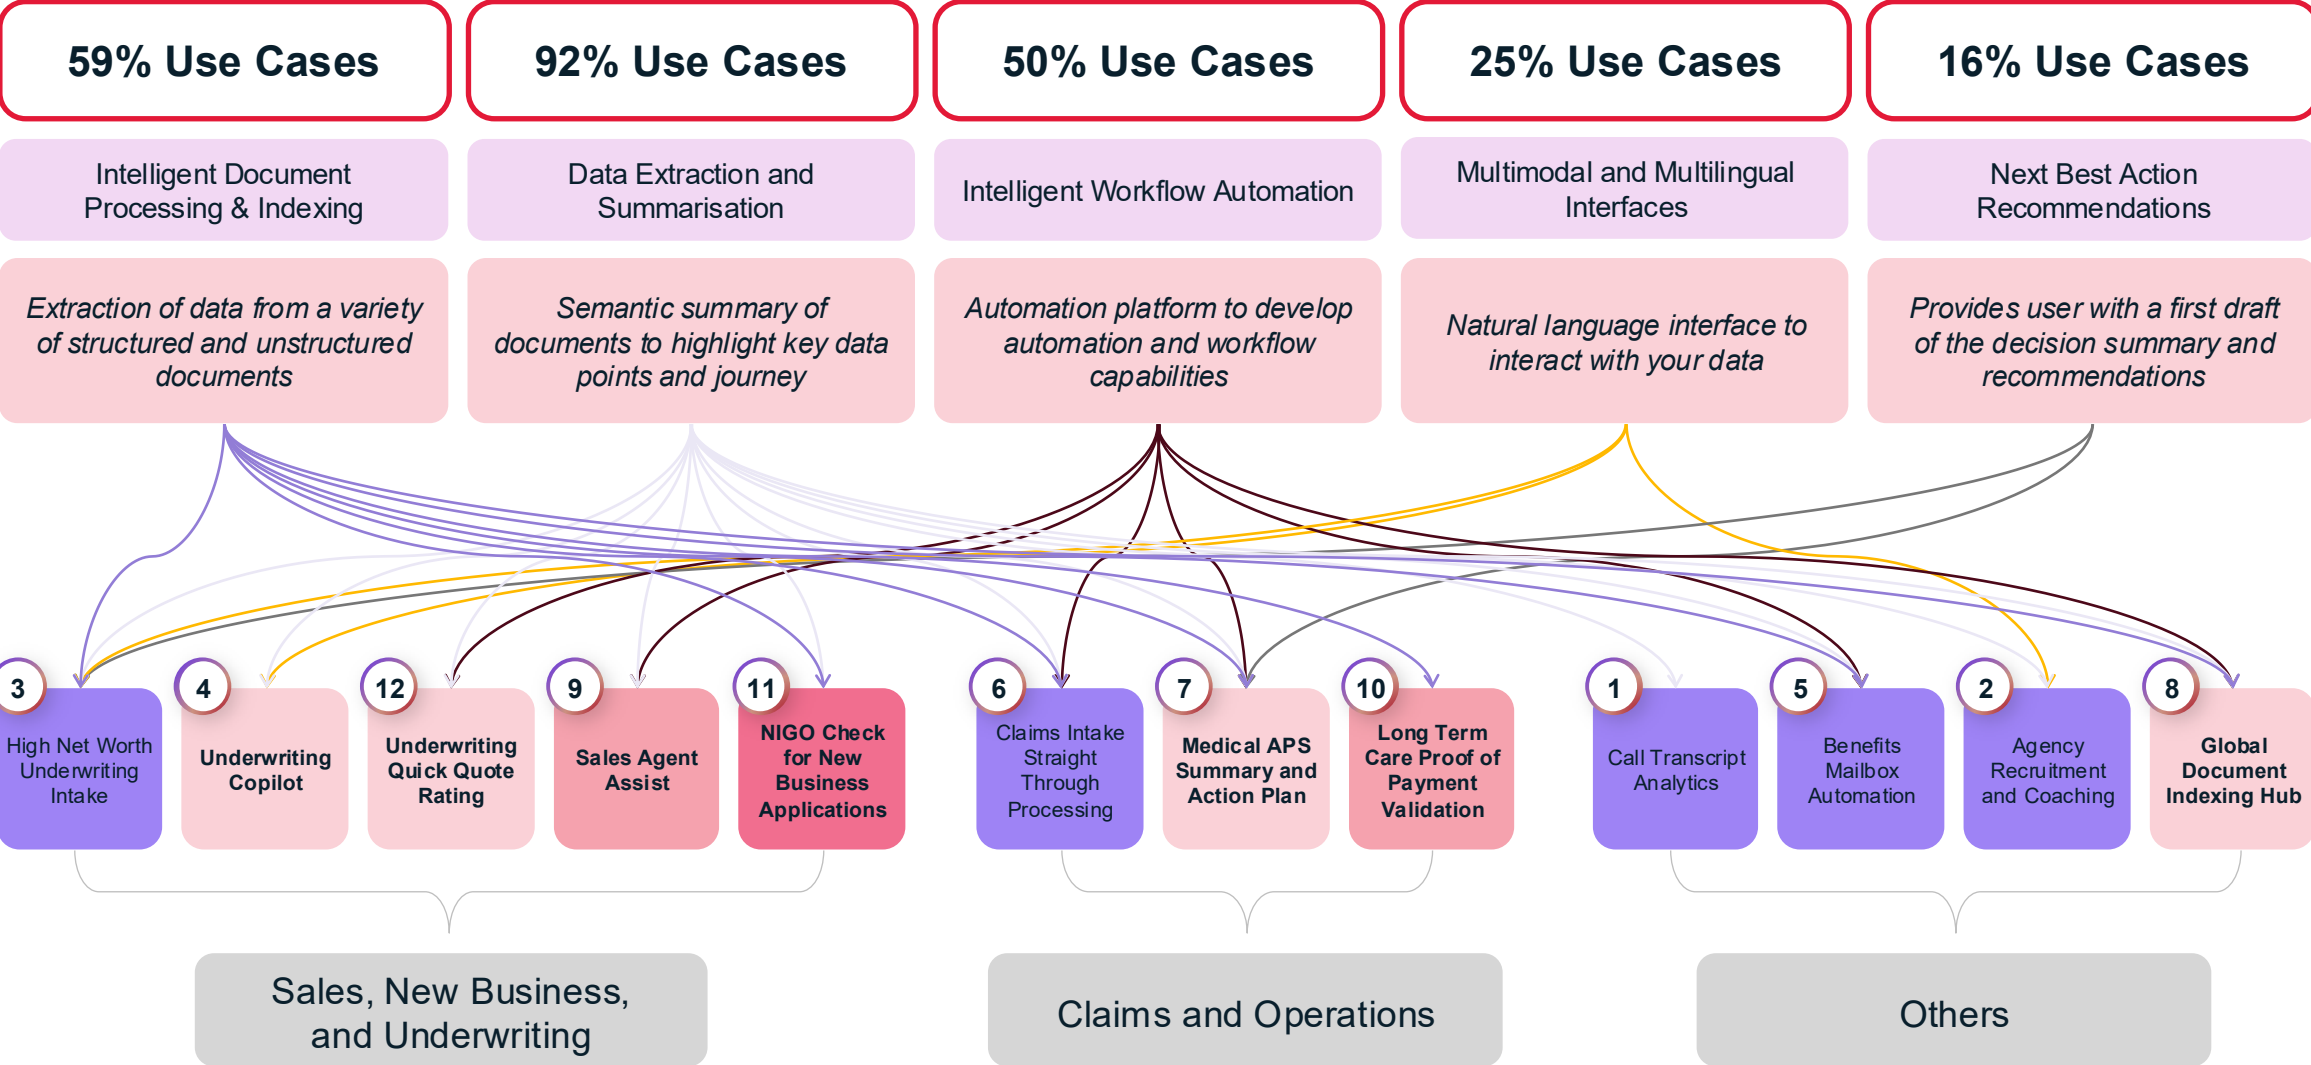 59% Use Cases
92% Use Cases
50% Use Cases
25% Use Cases
16% Use Cases
Intelligent Document
Processing & Indexing
Data Extraction and
Summarisation
Intelligent Workflow Automation
Multimodal and Multilingual
Interfaces
Next Best Action
Recommendations
Extraction of data from a variety
of structured and unstructured
documents
Semantic summary of
documents to highlight key data
points and journey
Automation platform to develop
automation and workflow
capabilities
Natural language interface to
interact with your data
Provides user with a first draft
of the decision summary and
recommendations
3
High Net Worth
Underwriting
Intake
4
Underwriting
Copilot
12
Underwriting
Quick Quote
Rating
9
Sales Agent
Assist
11
NIGO Check
for New
Business
Applications
6
Claims Intake
Straight
Through
Processing
7
Medical APS
Summary and
Action Plan
10
Long Term
Care Proof of
Payment
Validation
1
Call Transcript
Analytics
5
Benefits
Mailbox
Automation
2
Agency
Recruitment
and Coaching
8
Global
Document
Indexing Hub
Sales, New Business,
and Underwriting
Claims and Operations
Others